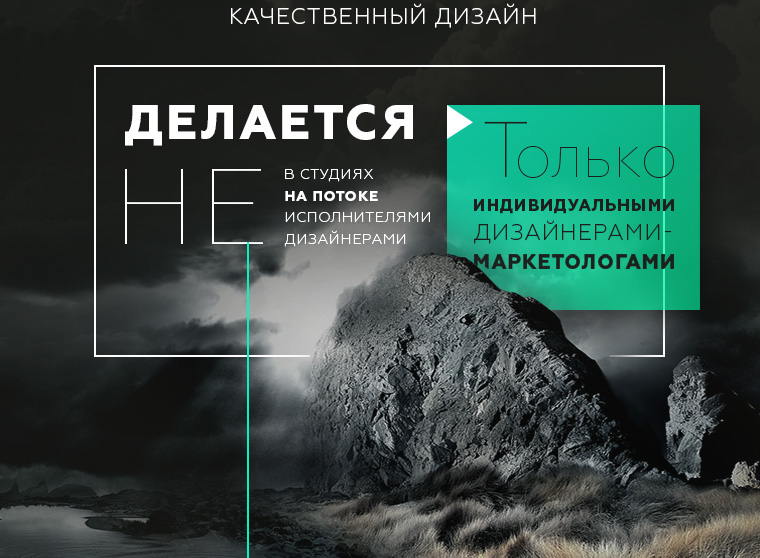 КАЧЕСТВЕННЫЙ ДИЗАЙН
ДЕЛАЕТСЯ
НЕ
В СТУДИЯХ
НА ПОТОКЕ
ИСПОЛНИТЕЛЯМИ
ДИЗАЙНЕРАМИ
Только
ИНДИВИДУАЛЬНЫМИ
ДИЗАЙНЕРАМИ-
МАРКЕТОЛОГАМИ